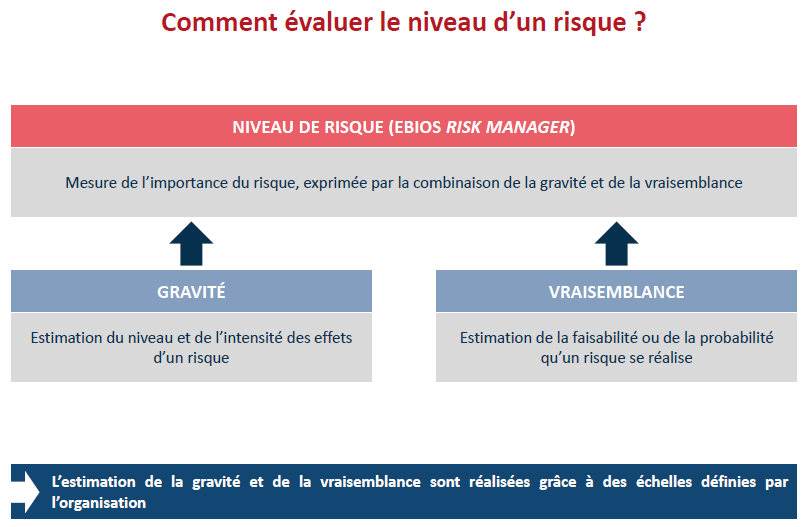 Comment évaluer le niveau d'un risque ?
NIVEAU DE RISQUE (EBIOS RISK MANAGER)
Mesure de l'importance du risque, exprimée par la combinaison de la gravité et de la vraisemblance
GRAVITÉ
Estimation du niveau et de l'intensité des effets
d'un risque
VRAISEMBLANCE
Estimation de la faisabilité ou de la probabilité
qu'un risque se réalise
L'estimation de la gravité et de la vraisemblance sont réalisées grâce à des échelles définies par
l'organisation